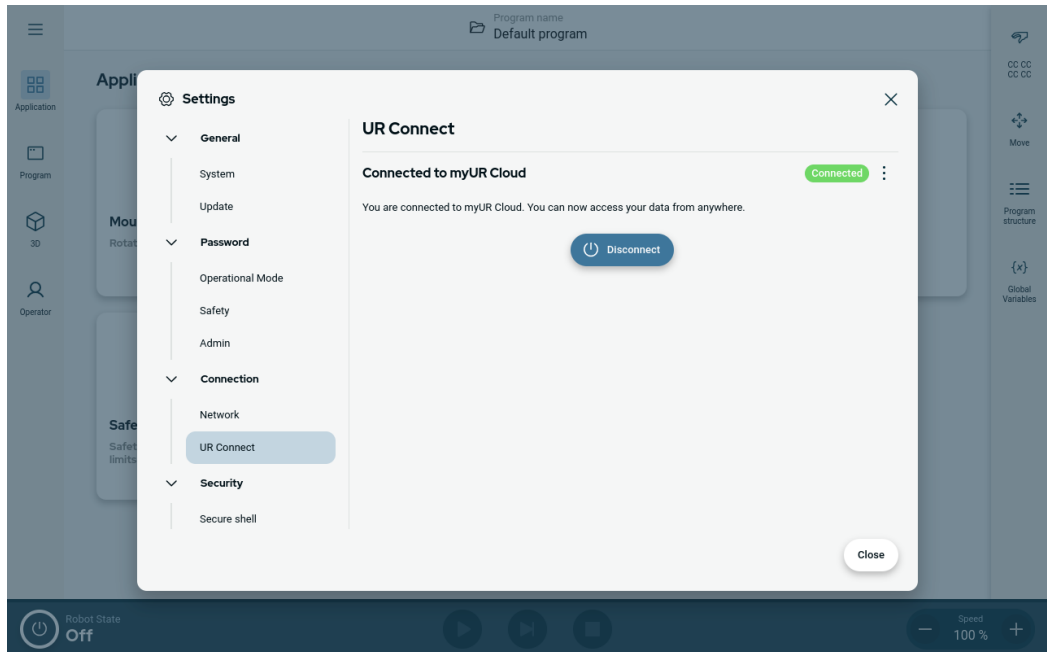 Program name
Default program
Application
Program
3D
Operator
Appli
Mou
Rotat
Safe
Safet
limits
Settings
General
System
Update
Password
Operational Mode
Safety
Admin
Connection
Network
UR Connect
Security
Secure shell
UR Connect
Connected to myUR Cloud
Connected
You are connected to myUR Cloud. You can now access your data from anywhere.
Disconnect
Close
CC CC
CC CC
Move
Program
structure
{x}
Global
Variables
Robot State
Off
Speed
100 %